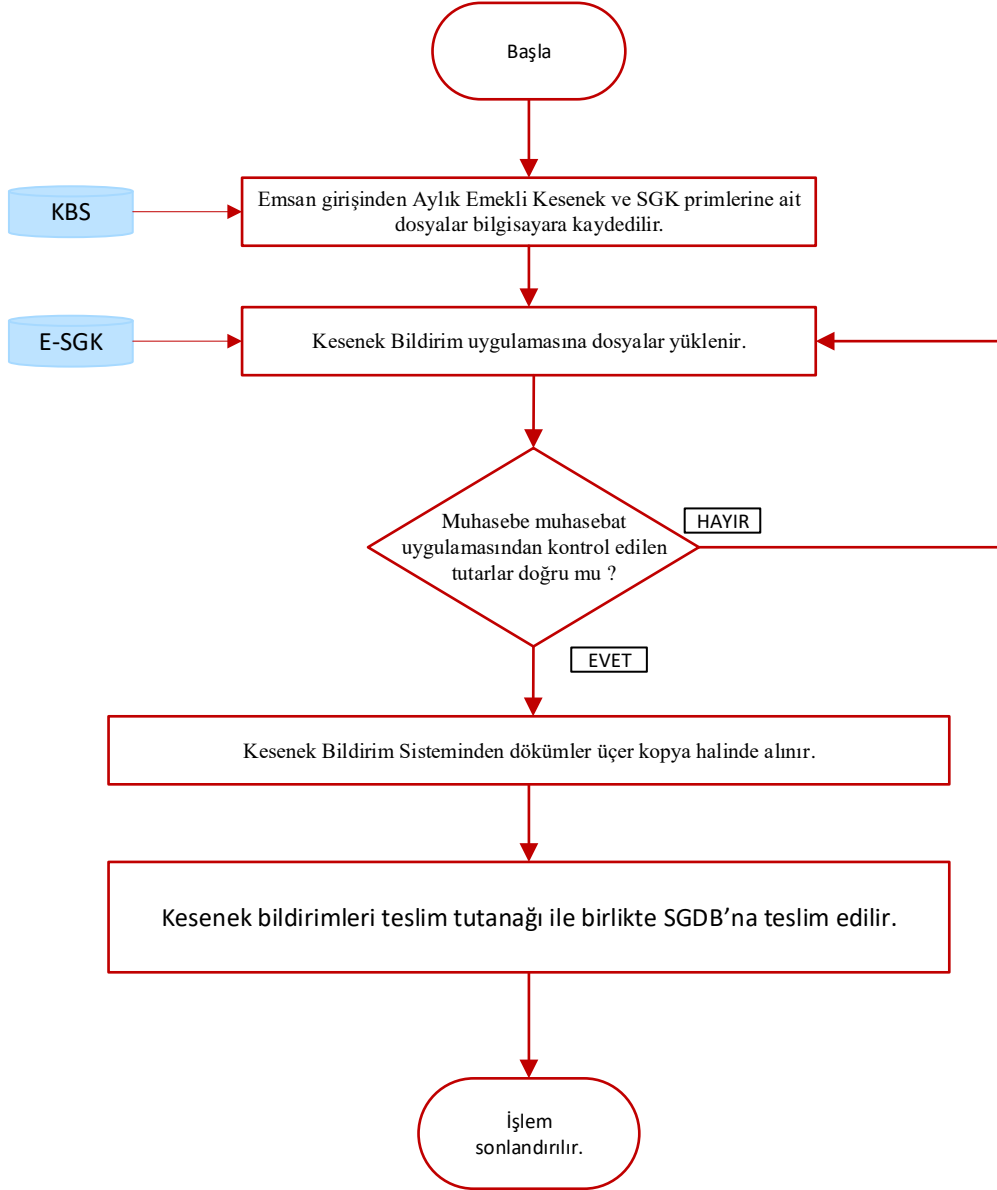 Başla
KBS
Emsan girişinden Aylık Emekli Kesenek ve SGK primlerine ait
dosyalar bilgisayara kaydedilir.
E-SGK
Kesenek Bildirim uygulamasına dosyalar yüklenir.
Muhasebe muhasebat
uygulamasından kontrol edilen
tutarlar doğru mu ?
HAYIR
EVET
Kesenek Bildirim Sisteminden dökümler üçer kopya halinde alınır.
Kesenek bildirimleri teslim tutanağı ile birlikte SGDB’na teslim edilir.
İşlem
sonlandırılır.